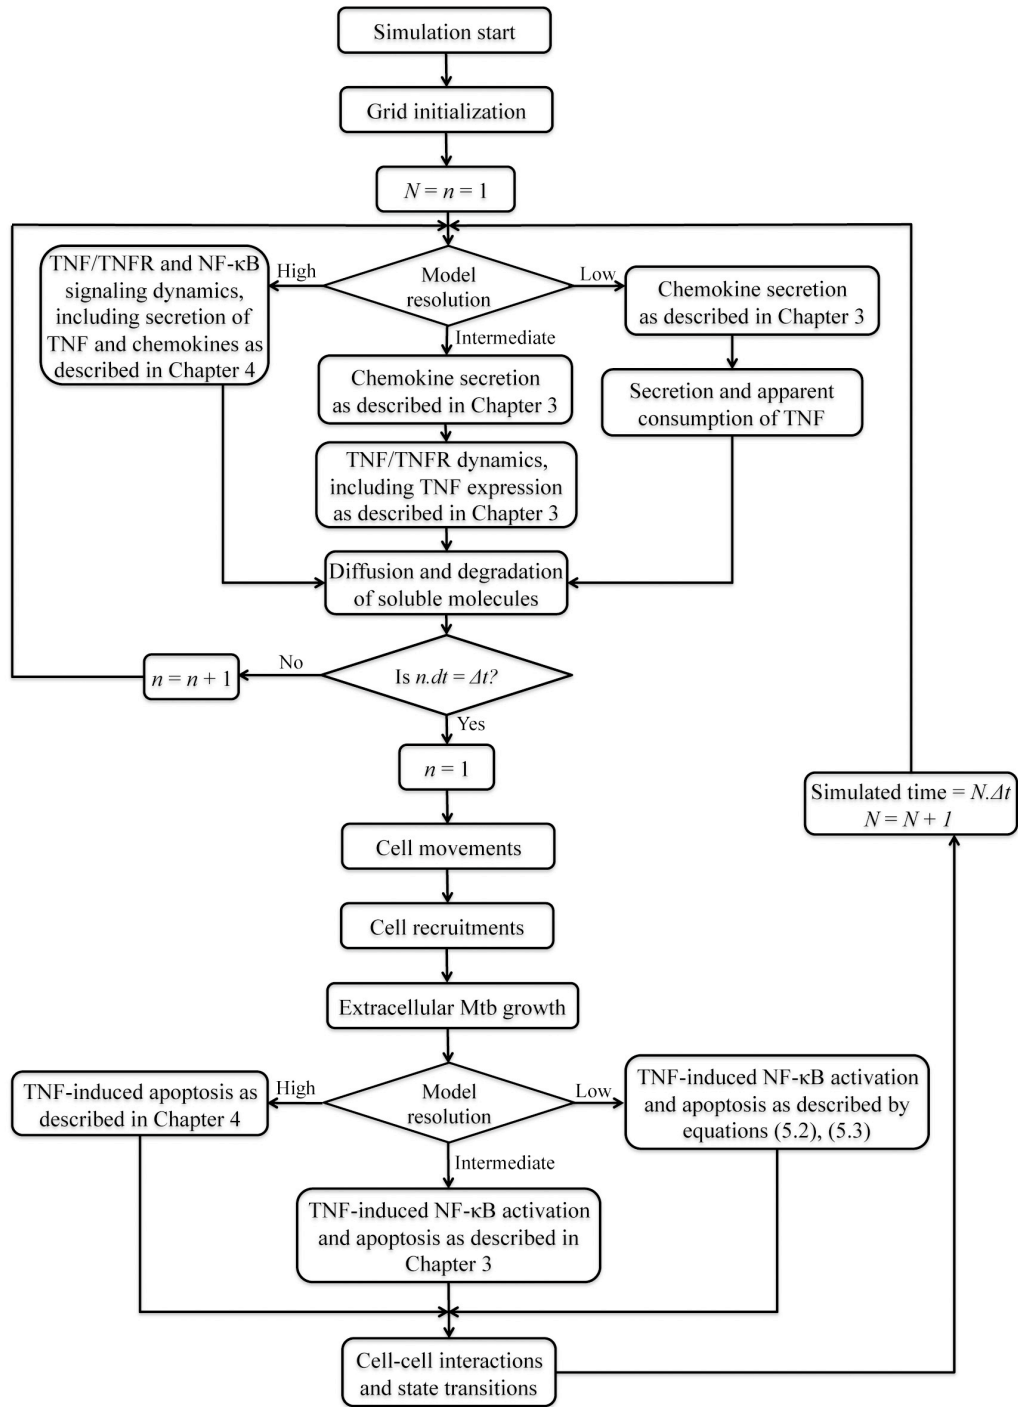 Simulation start
Grid initialization
N = n = 1
Model
resolution
High
Low
Intermediate
TNF/TNFR and NF-κB
signaling dynamics,
including secretion of
TNF and chemokines as
described in Chapter 4
Chemokine secretion
as described in Chapter 3
Secretion and apparent
consumption of TNF
Chemokine secretion
as described in Chapter 3
TNF/TNFR dynamics,
including TNF expression
as described in Chapter 3
Diffusion and degradation
of soluble molecules
Is n.dt = Δt?
No
n = n + 1
Yes
n = 1
Simulated time = N.Δt
N = N + 1
Cell movements
Cell recruitments
Extracellular Mtb growth
Model
resolution
High
Low
Intermediate
TNF-induced apoptosis as
described in Chapter 4
TNF-induced NF-κB activation
and apoptosis as described by
equations (5.2), (5.3)
TNF-induced NF-κB activation
and apoptosis as described in
Chapter 3
Cell-cell interactions
and state transitions